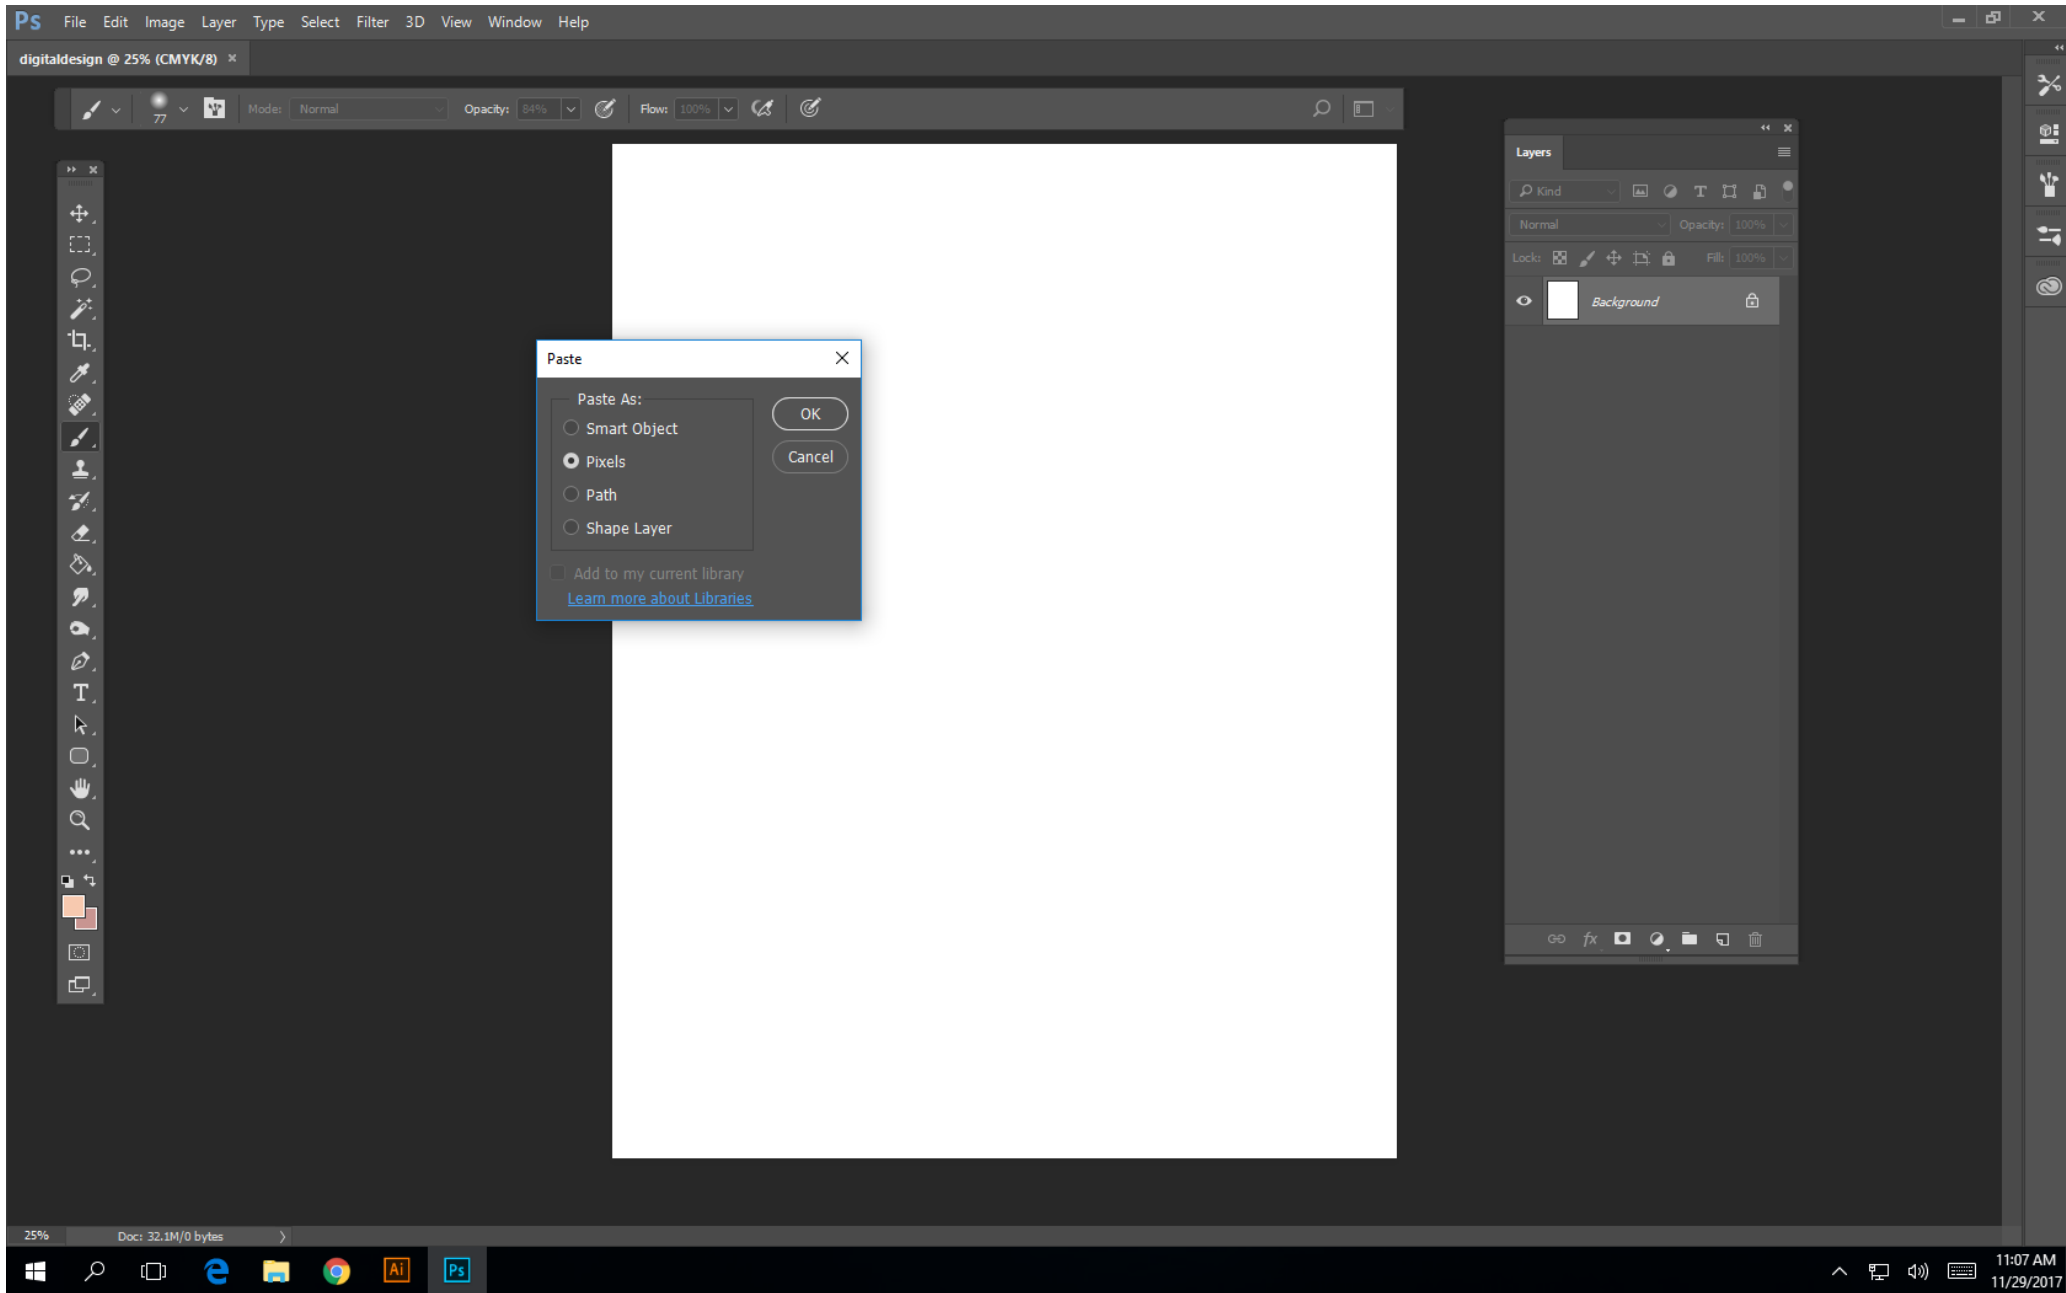 Ps File Edit Image Layer Type Select Filter 3D View Window Help
digitaldesign @ 25% (CMYK/8) ×
77 Mode: Normal Opacity: 84% Flow: 100%
Layers
Kind
Normal Opacity: 100%
Lock: Fill: 100%
Background
fx
Paste
Paste As:
Smart Object
Pixels
Path
Shape Layer
OK
Cancel
Add to my current library
Learn more about Libraries
25% Doc: 32.1M/0 bytes
Ai Ps
11:07 AM
11/29/2017